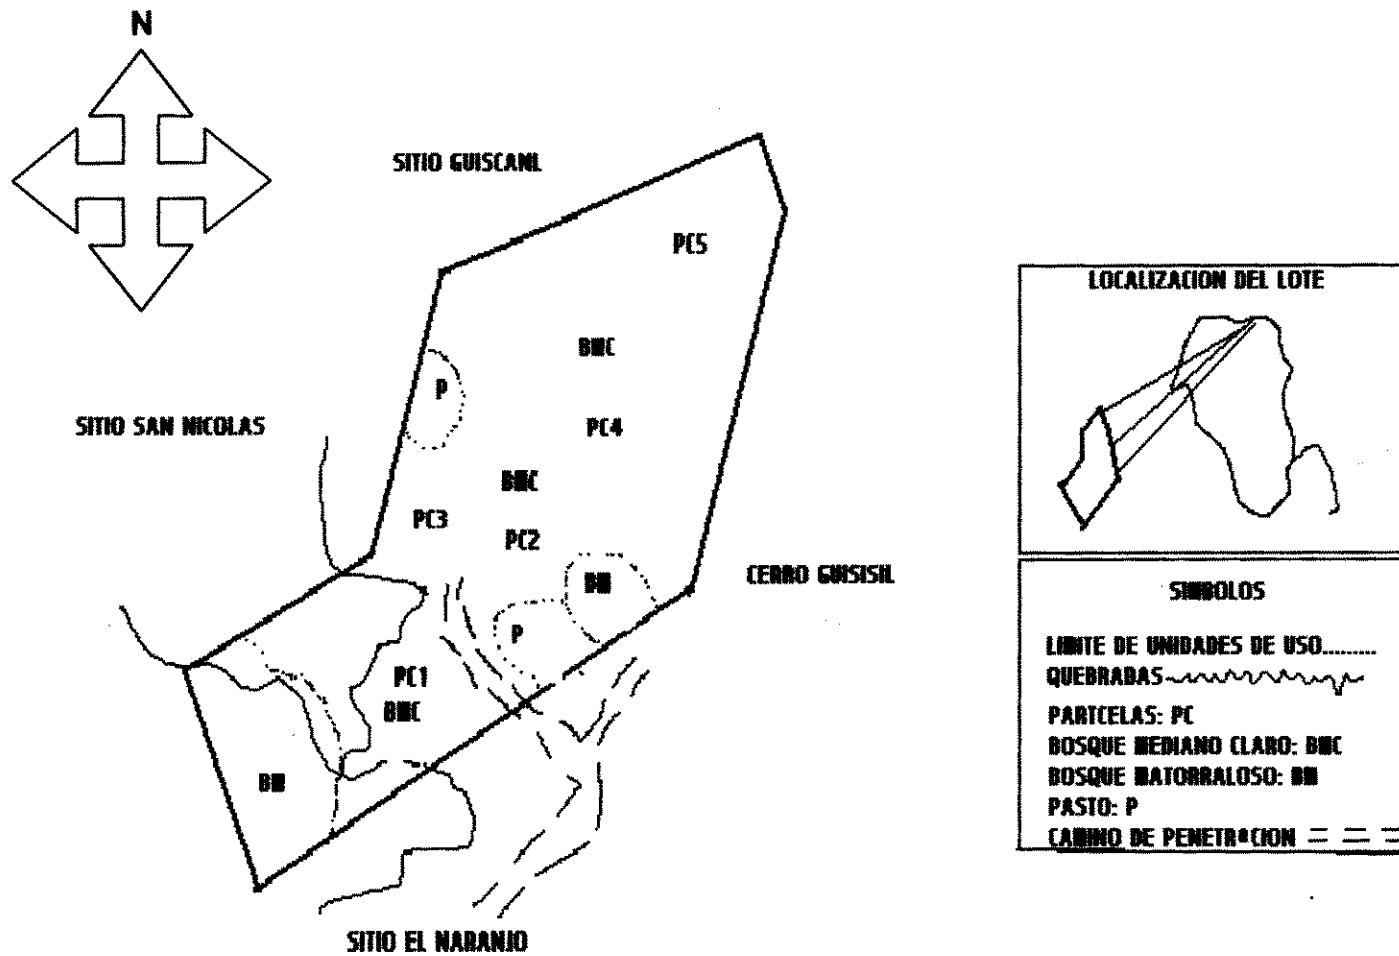 N
SITIO GUISCANL
PC5
BMC
P
SITIO SAN NICOLAS
PC4
BMC
PC3
PC2
BM
CERRO GUISISIL
P
PC1
BMC
BM
SITIO EL NARANJO
LOCALIZACION DEL LOTE
SIMBOLOS
LIMITE DE UNIDADES DE USO.........
QUEBRADAS
PARTCELAS: PC
BOSQUE MEDIANO CLARO: BMC
BOSQUE MATORRALOSO: BM
PASTO: P
CAMINO DE PENETRACION